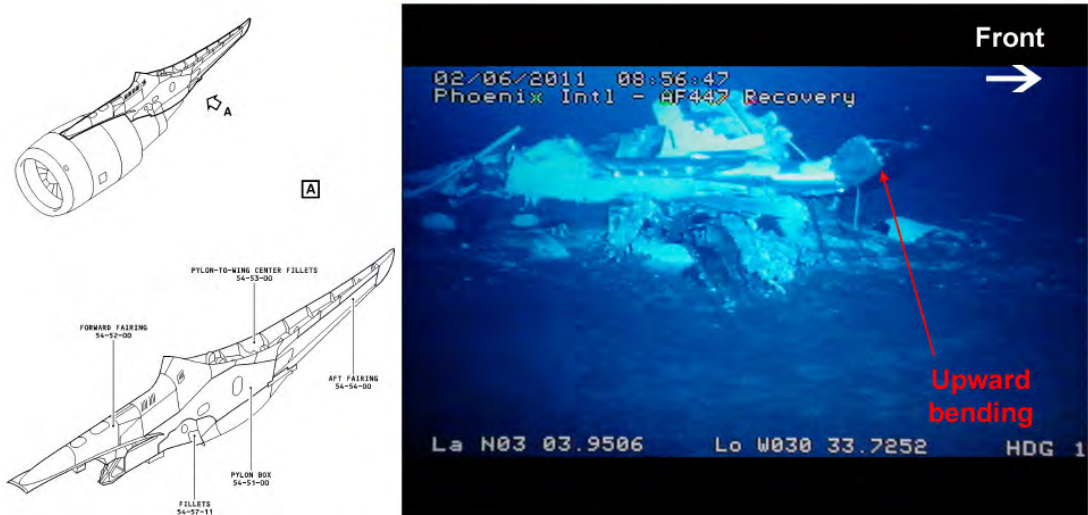 A
A
PYLON-TO-WING CENTER FILLETS
54-53-00
FORWARD FAIRING
54-52-00
AFT FAIRING
54-54-00
PYLON BOX
54-51-00
FILLETS
54-57-11
Front
02/06/2011 08:56:47
Phoenix Intl - AF447 Recovery
Upward
bending
La N03 03.9506 Lo W030 33.7252 HDG 1